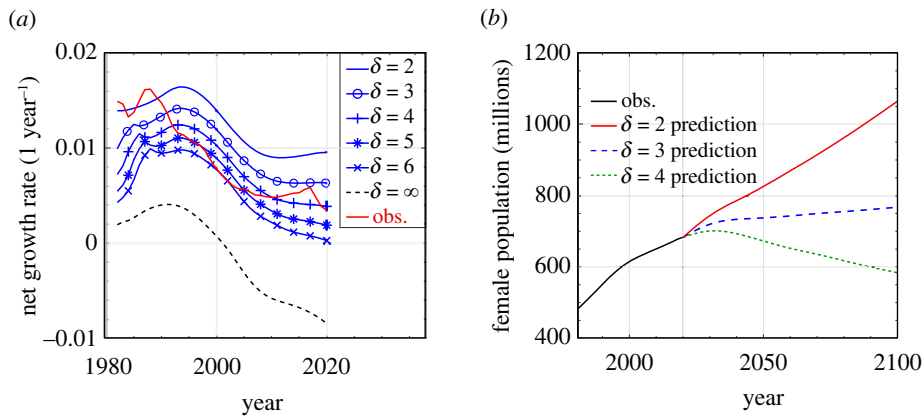 (a)
0.02
0.01
0
–0.01
net growth rate (1 year⁻¹)
1980
2000
2020
year
δ = 2
δ = 3
δ = 4
δ = 5
δ = 6
δ = ∞
obs.
(b)
1200
1000
800
600
400
female population (millions)
obs.
δ = 2 prediction
δ = 3 prediction
δ = 4 prediction
2000
2050
2100
year